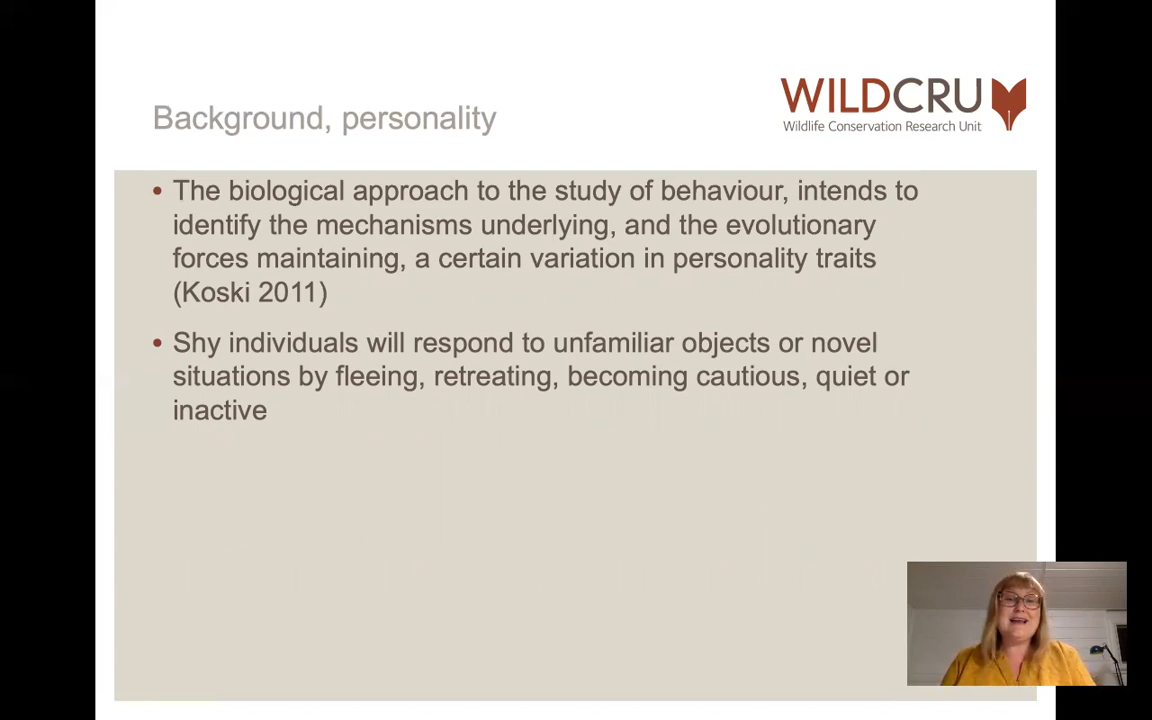 Background, personality
WILDCRU
Wildlife Conservation Research Unit
• The biological approach to the study of behaviour, intends to
identify the mechanisms underlying, and the evolutionary
forces maintaining, a certain variation in personality traits
(Koski 2011)
• Shy individuals will respond to unfamiliar objects or novel
situations by fleeing, retreating, becoming cautious, quiet or
inactive